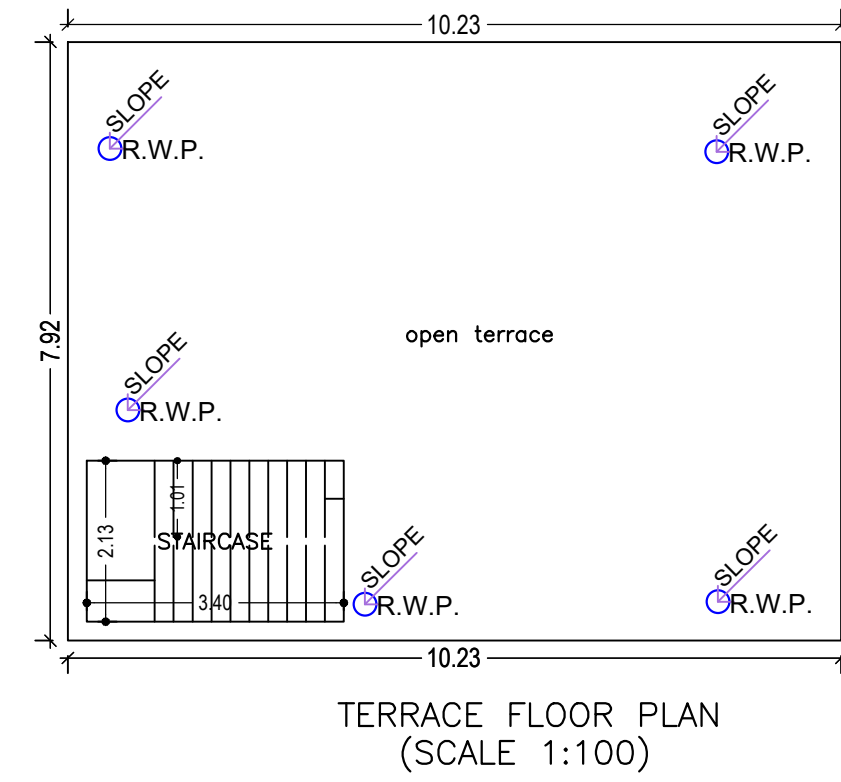 10.23
SLOPE
R.W.P.
SLOPE
R.W.P.
7.92
open terrace
SLOPE
R.W.P.
1.01
2.13
STAIRCASE
3.40
SLOPE
R.W.P.
SLOPE
R.W.P.
10.23
TERRACE FLOOR PLAN
(SCALE 1:100)